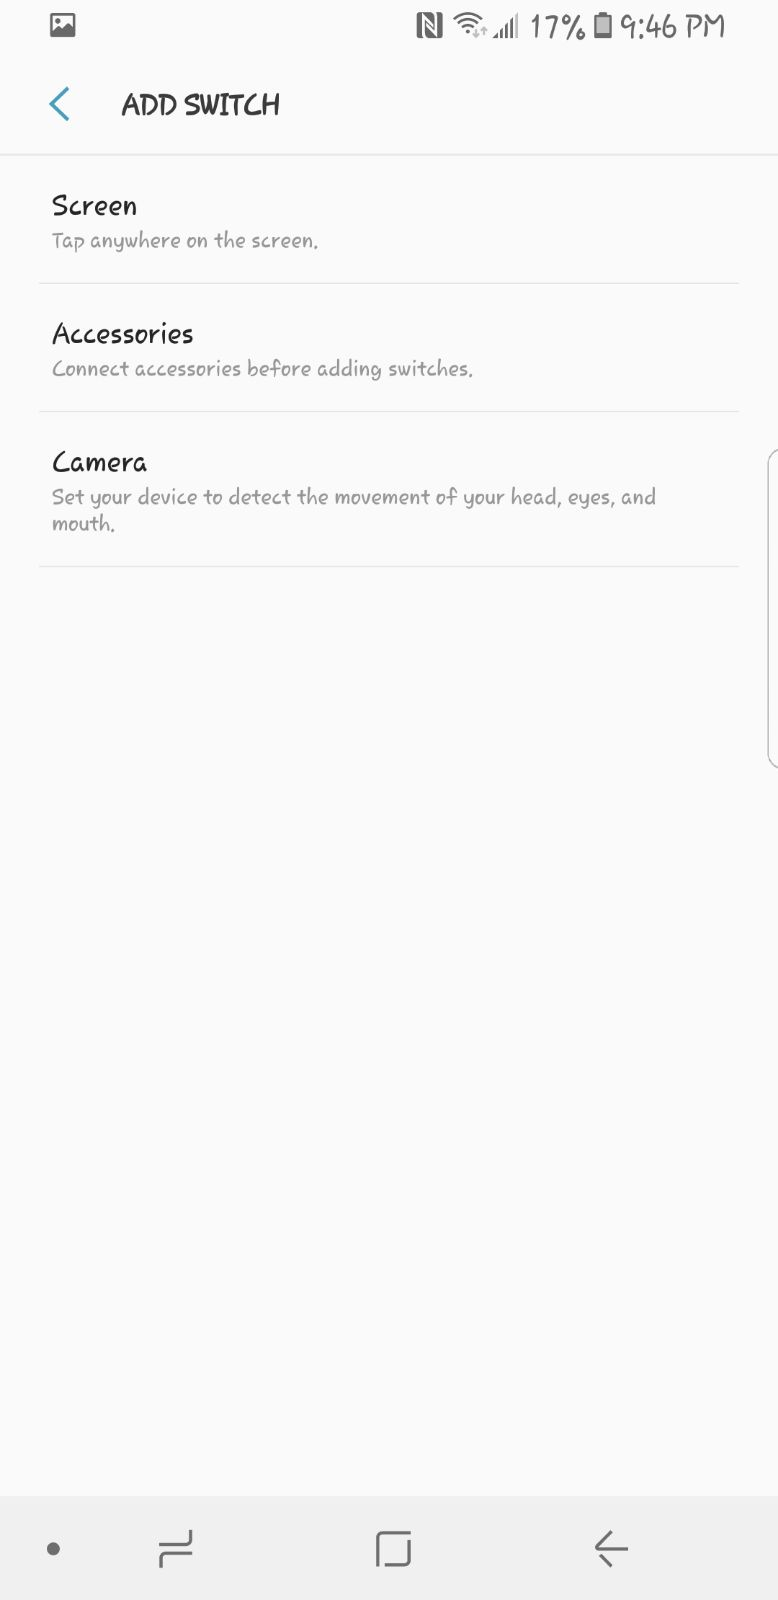 17% 9:46 PM
ADD SWITCH
Screen
Tap anywhere on the screen.
Accessories
Connect accessories before adding switches.
Camera
Set your device to detect the movement of your head, eyes, and
mouth.